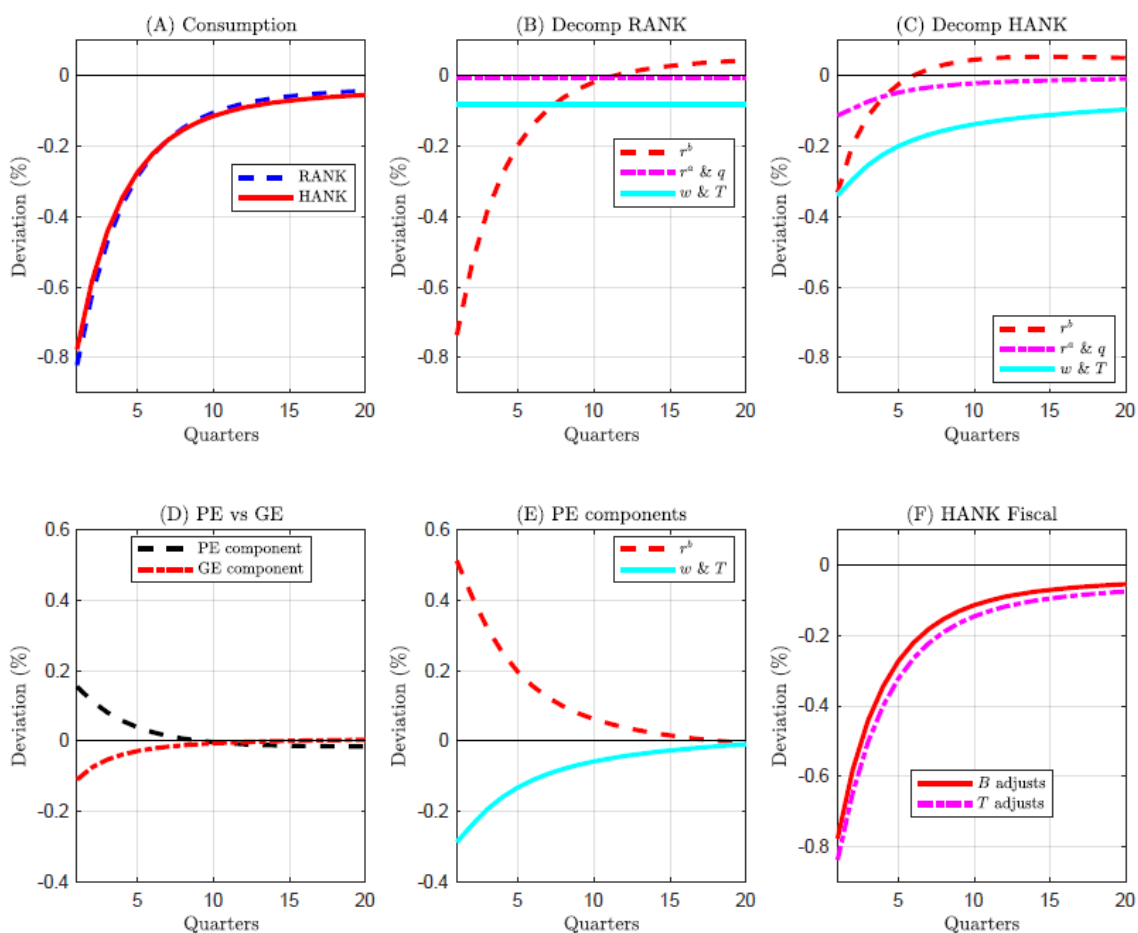 (A) Consumption
Deviation (%)
0
-0.2
-0.4
-0.6
-0.8
RANK
HANK
5 10 15 20
Quarters
(B) Decomp RANK
Deviation (%)
0
-0.2
-0.4
-0.6
-0.8
r^b
r^a & q
w & T
5 10 15 20
Quarters
(C) Decomp HANK
Deviation (%)
0
-0.2
-0.4
-0.6
-0.8
r^b
r^a & q
w & T
5 10 15 20
Quarters
(D) PE vs GE
Deviation (%)
0.6
0.4
0.2
0
-0.2
-0.4
PE component
GE component
5 10 15 20
Quarters
(E) PE components
Deviation (%)
0.6
0.4
0.2
0
-0.2
-0.4
r^b
w & T
5 10 15 20
Quarters
(F) HANK Fiscal
Deviation (%)
0
-0.2
-0.4
-0.6
-0.8
B adjusts
T adjusts
5 10 15 20
Quarters